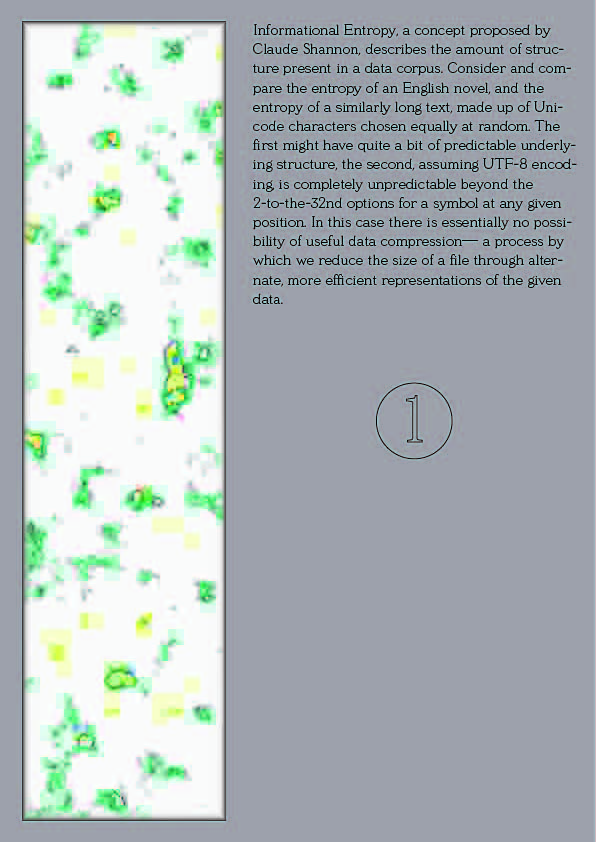 Informational Entropy, a concept proposed by
Claude Shannon, describes the amount of struc-
ture present in a data corpus. Consider and com-
pare the entropy of an English novel, and the
entropy of a similarly long text, made up of Uni-
code characters chosen equally at random. The
first might have quite a bit of predictable underly-
ing structure, the second, assuming UTF-8 encod-
ing, is completely unpredictable beyond the
2-to-the-32nd options for a symbol at any given
position. In this case there is essentially no possi-
bility of useful data compression— a process by
which we reduce the size of a file through alter-
nate, more efficient representations of the given
data.
1